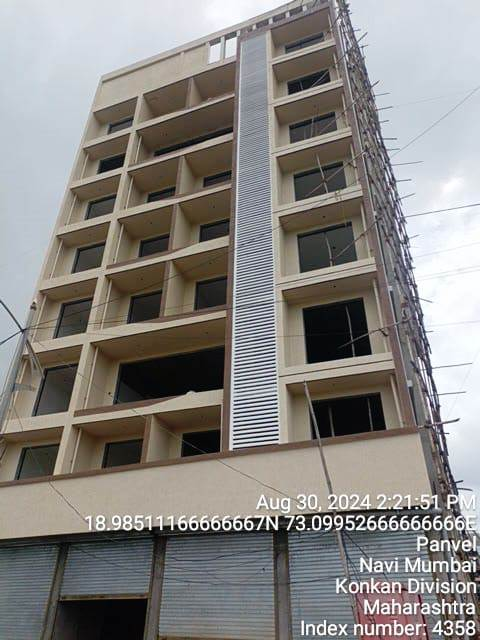 Aug 30, 2024 2:21:51 PM
18.98511166666667N 73.09952666666666E
Panvel
Navi Mumbai
Konkan Division
Maharashtra
Index number: 4358